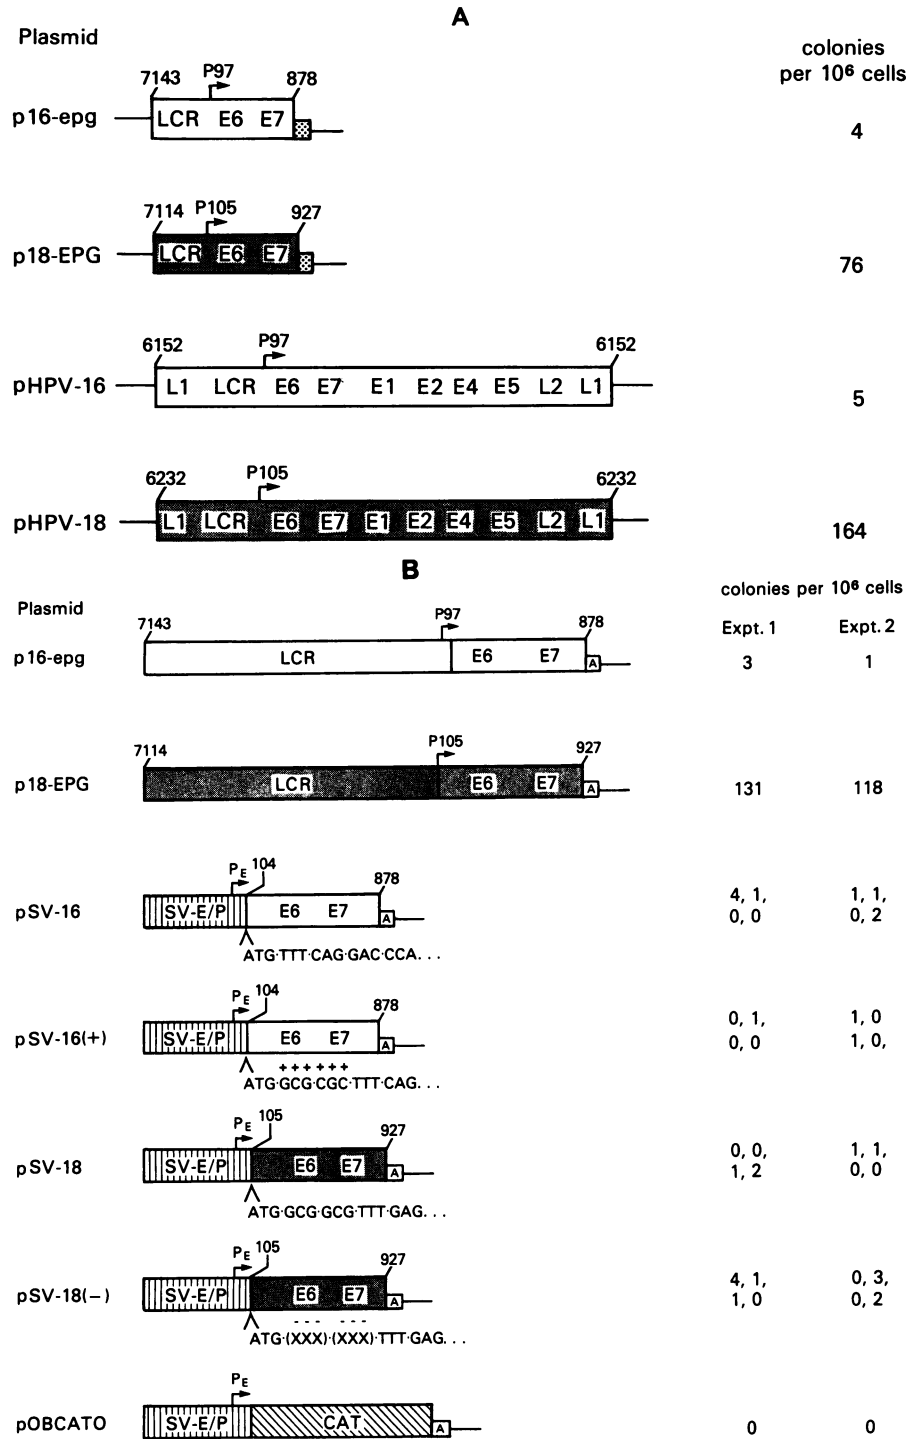 A
Plasmid
colonies
per 10⁶ cells
7143 P97 878
p16-epg LCR E6 E7 4
7114 P105 927
p18-EPG LCR E6 E7 76
6152 P97 6152
pHPV-16 L1 LCR E6 E7 E1 E2 E4 E5 L2 L1 5
6232 P105 6232
pHPV-18 L1 LCR E6 E7 E1 E2 E4 E5 L2 L1 164
B
colonies per 10⁶ cells
Plasmid
Expt. 1 Expt. 2
7143 P97 878
p16-epg LCR E6 E7 A 3 1
7114 P105 927
p18-EPG LCR E6 E7 A 131 118
PE 104 878
pSV-16 SV-E/P E6 E7 A 4, 1, 1, 1,
0, 0 0, 2
ATG·TTT·CAG·GAC·CCA...
PE 104 878
pSV-16(+) SV-E/P E6 E7 A 0, 1, 1, 0
0, 0 1, 0,
+ + + + + +
ATG·GCG·CGC·TTT·CAG...
PE 105 927
pSV-18 SV-E/P E6 E7 A 0, 0, 1, 1,
1, 2 0, 0
ATG·GCG·GCG·TTT·GAG...
PE 105 927
pSV-18(−) SV-E/P E6 E7 A 4, 1, 0, 3,
1, 0 0, 2
- - - - - -
ATG·(XXX)·(XXX)·TTT·GAG...
PE
pOBCATO SV-E/P CAT A 0 0